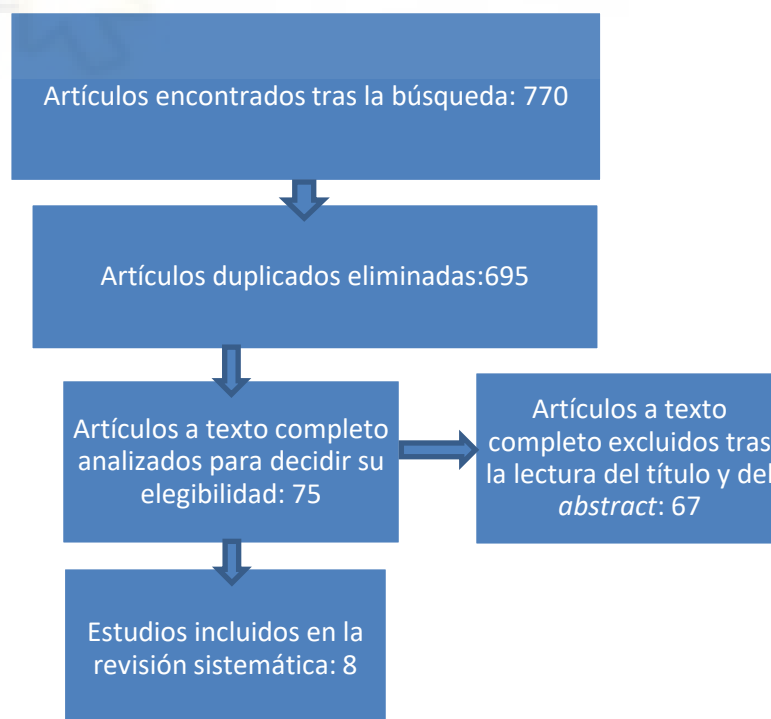 Artículos encontrados tras la búsqueda: 770
Artículos duplicados eliminadas:695
Artículos a texto completo
analizados para decidir su
elegibilidad: 75
Artículos a texto
completo excluidos tras
la lectura del título y del
abstract: 67
Estudios incluidos en la
revisión sistemática: 8